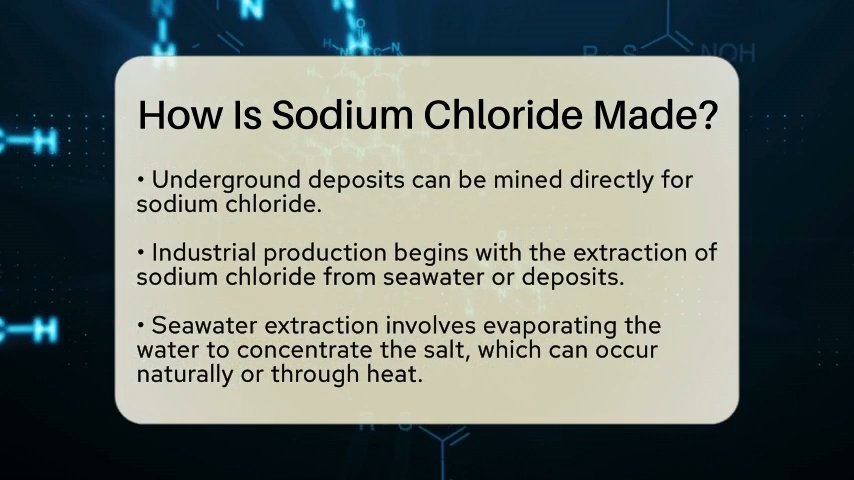 How Is Sodium Chloride Made?
• Underground deposits can be mined directly for
sodium chloride.
• Industrial production begins with the extraction of
sodium chloride from seawater or deposits.
• Seawater extraction involves evaporating the
water to concentrate the salt, which can occur
naturally or through heat.